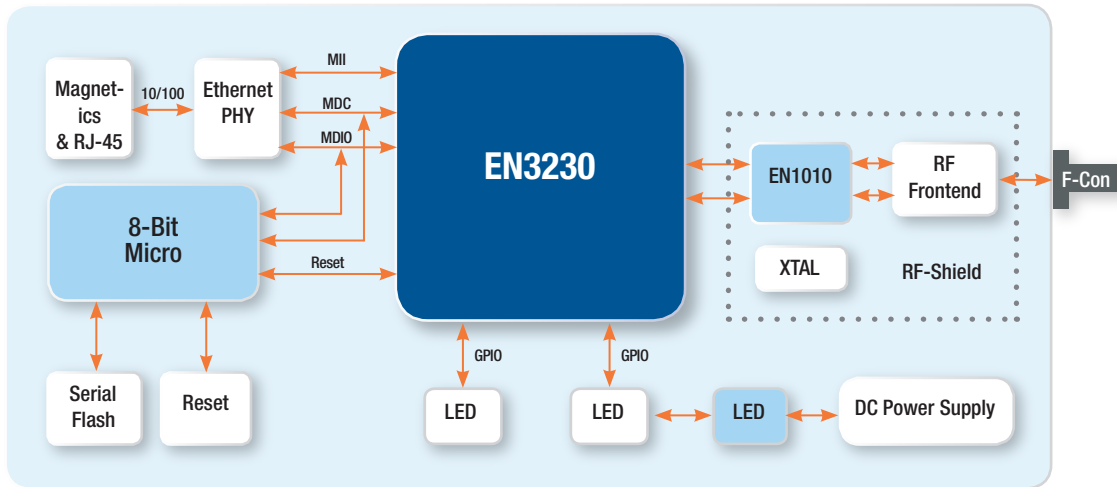 MII
Magnet-
ics
& RJ-45
10/100
Ethernet
PHY
MDC
MDIO
EN3230
EN1010
RF
Frontend
F-Con
8-Bit
Micro
Reset
XTAL
RF-Shield
GPIO
GPIO
Serial
Flash
Reset
LED
LED
LED
DC Power Supply